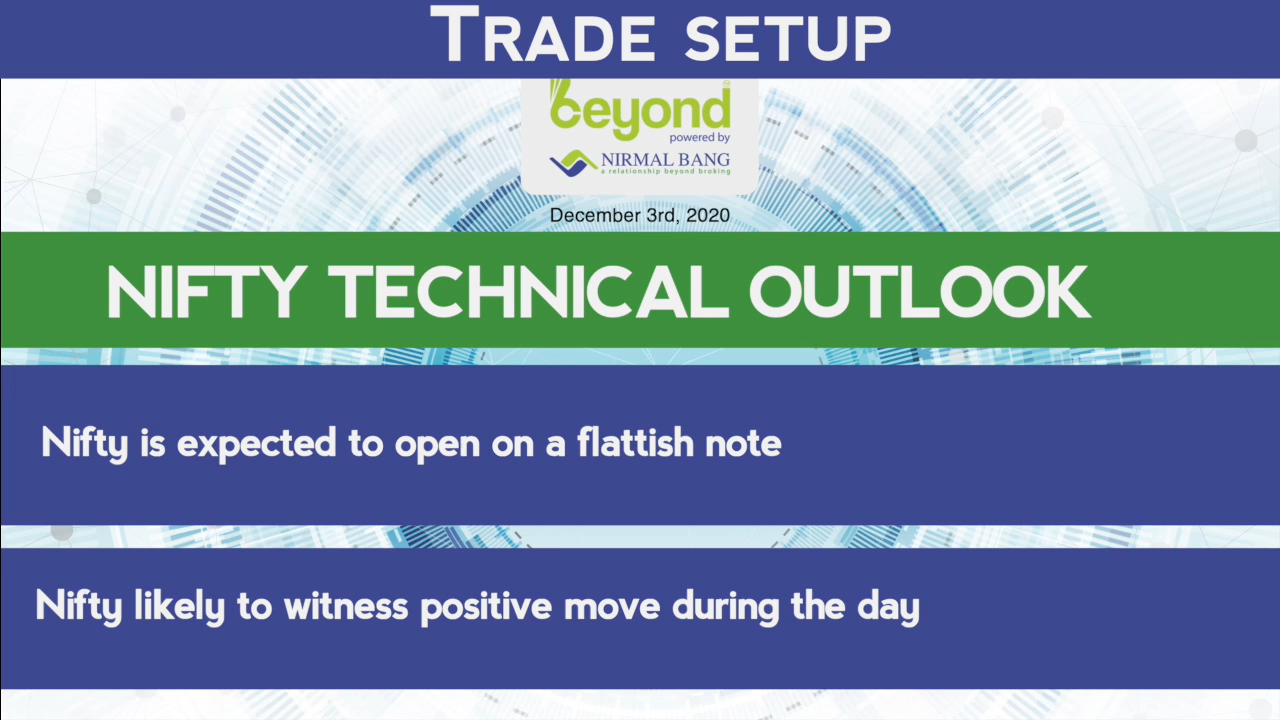 TRADE SETUP
beyond
powered by
NIRMAL BANG
a relationship beyond broking
December 3rd, 2020
NIFTY TECHNICAL OUTLOOK
Nifty is expected to open on a flattish note
Nifty likely to witness positive move during the day